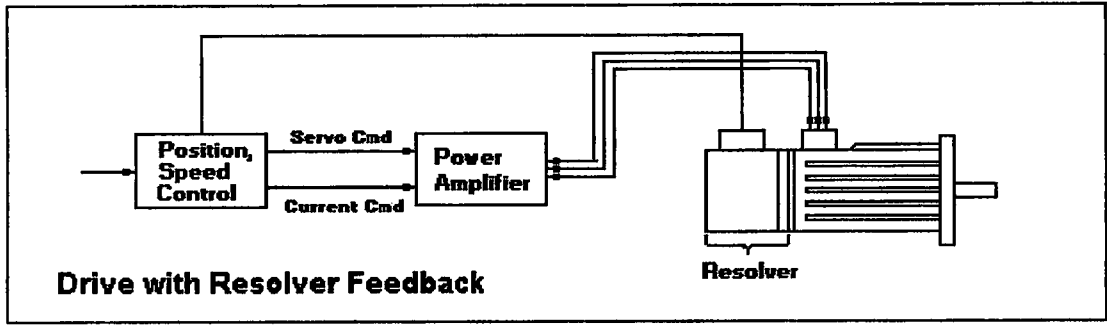 Servo Cmd
Position,
Speed
Control
Power
Amplifier
Current Cmd
Resolver
Drive with Resolver Feedback